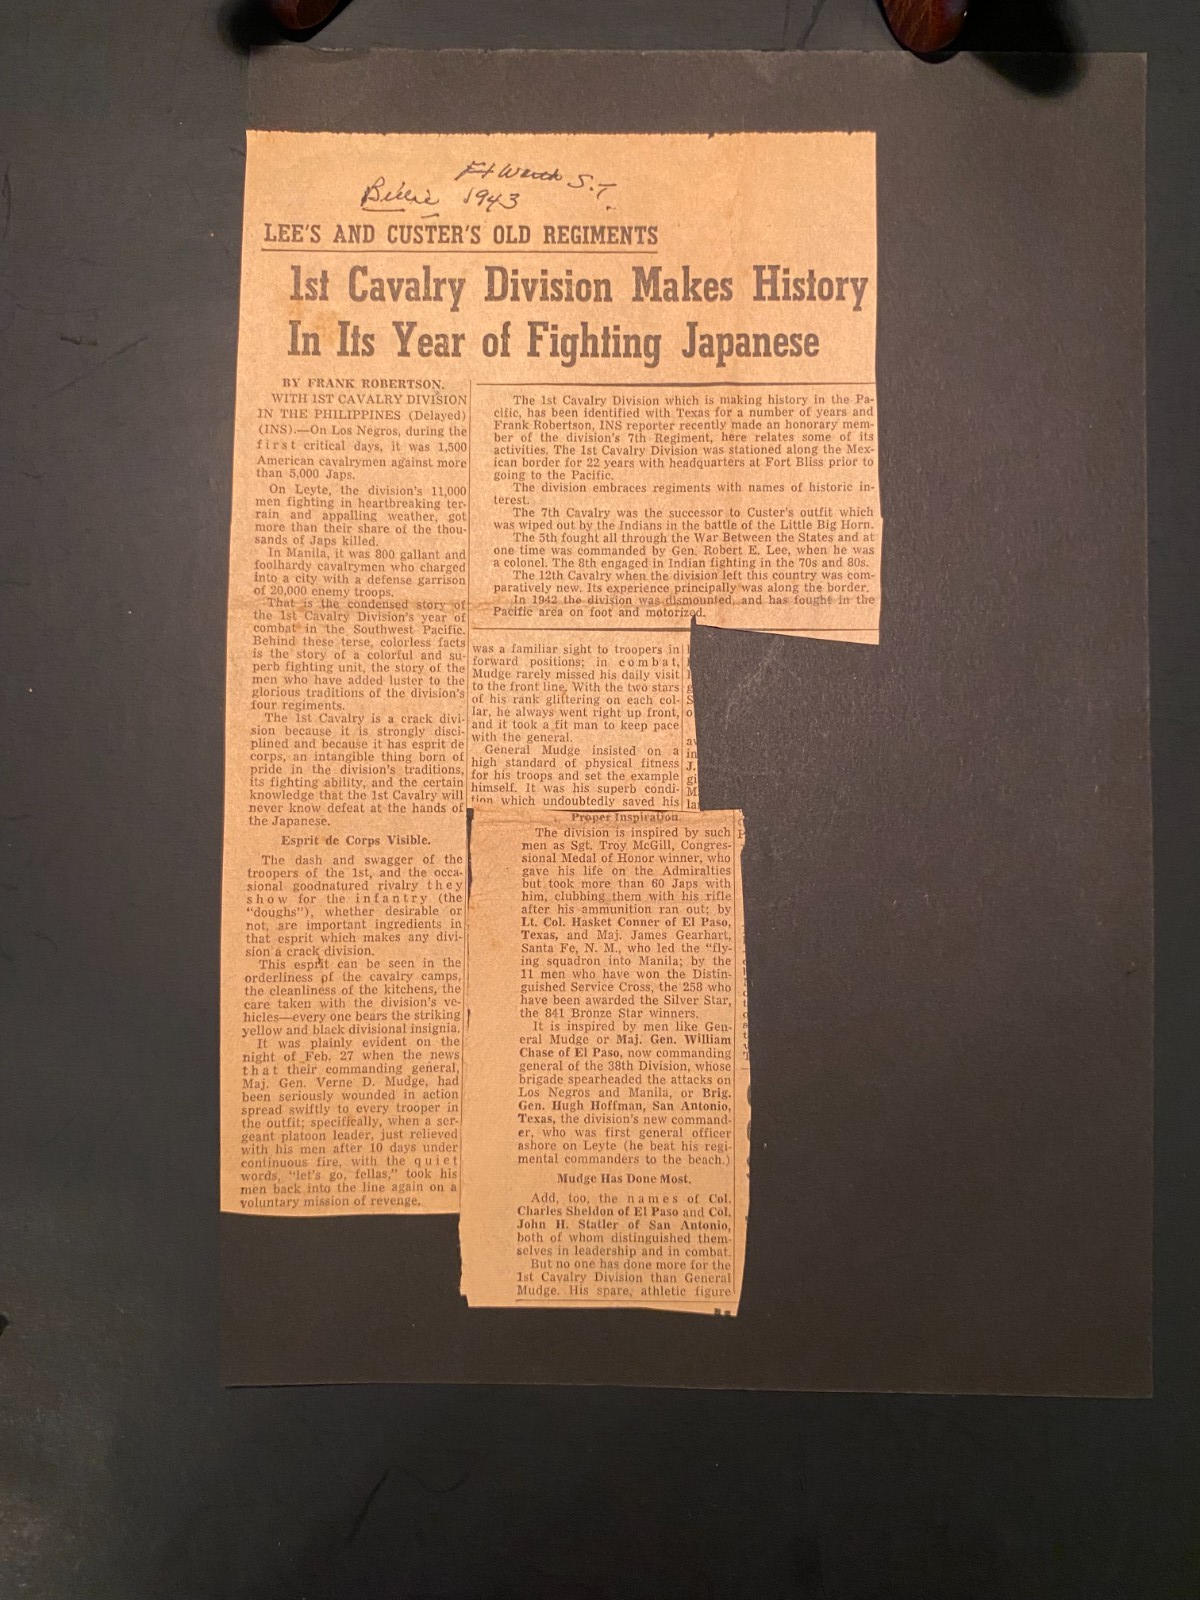 Ft Worth S.T.
Billie 1943
LEE'S AND CUSTER'S OLD REGIMENTS
1st Cavalry Division Makes History
In Its Year of Fighting Japanese
BY FRANK ROBERTSON.
WITH 1ST CAVALRY DIVISION
IN THE PHILIPPINES (Delayed)
(INS).—On Los Negros, during the
first critical days, it was 1,500
American cavalrymen against more
than 5,000 Japs.
On Leyte, the division's 11,000
men fighting in heartbreaking ter-
rain and appalling weather, got
more than their share of the thou-
sands of Japs killed.
In Manila, it was 800 gallant and
foolhardy cavalrymen who charged
into a city with a defense garrison
of 20,000 enemy troops.
That is the condensed story of
the 1st Cavalry Division's year of
combat in the Southwest Pacific.
Behind these terse, colorless facts
is the story of a colorful and su-
perb fighting unit, the story of the
men who have added luster to the
glorious traditions of the division's
four regiments.
The 1st Cavalry is a crack divi-
sion because it is strongly disci-
plined and because it has esprit de
corps, an intangible thing born of
pride in the division's traditions,
its fighting ability, and the certain
knowledge that the 1st Cavalry will
never know defeat at the hands of
the Japanese.
Esprit de Corps Visible.
The dash and swagger of the
troopers of the 1st, and the occa-
sional goodnatured rivalry they
show for the infantry (the
"doughs"), whether desirable or
not, are important ingredients in
that esprit which makes any divi-
sion a crack division.
This esprit can be seen in the
orderliness of the cavalry camps,
the cleanliness of the kitchens, the
care taken with the division's ve-
hicles—every one bears the striking
yellow and black divisional insignia.
It was plainly evident on the
night of Feb. 27 when the news
that their commanding general,
Maj. Gen. Verne D. Mudge, had
been seriously wounded in action
spread swiftly to every trooper in
the outfit; specifically, when a ser-
geant platoon leader, just relieved
with his men after 10 days under
continuous fire, with the quiet
words, "let's go, fellas," took his
men back into the line again on a
voluntary mission of revenge.
The 1st Cavalry Division which is making history in the Pa-
cific, has been identified with Texas for a number of years and
Frank Robertson, INS reporter recently made an honorary mem-
ber of the division's 7th Regiment, here relates some of its
activities. The 1st Cavalry Division was stationed along the Mex-
ican border for 22 years with headquarters at Fort Bliss prior to
going to the Pacific.
The division embraces regiments with names of historic in-
terest.
The 7th Cavalry was the successor to Custer's outfit which
was wiped out by the Indians in the battle of the Little Big Horn.
The 5th fought all through the War Between the States and at
one time was commanded by Gen. Robert E. Lee, when he was
a colonel. The 8th engaged in Indian fighting in the 70s and 80s.
The 12th Cavalry when the division left this country was com-
paratively new. Its experience principally was along the border.
In 1942 the division was dismounted, and has fought in the
Pacific area on foot and motorized.
was a familiar sight to troopers in
forward positions; in combat,
Mudge rarely missed his daily visit
to the front line. With the two stars
of his rank glittering on each col-
lar, he always went right up front,
and it took a fit man to keep pace
with the general.
General Mudge insisted on a
high standard of physical fitness
for his troops and set the example
himself. It was his superb condi-
tion which undoubtedly saved his
Proper Inspiration.
The division is inspired by such
men as Sgt. Troy McGill, Congres-
sional Medal of Honor winner, who
gave his life on the Admiralties
but took more than 60 Japs with
him, clubbing them with his rifle
after his ammunition ran out; by
Lt. Col. Hasket Conner of El Paso,
Texas, and Maj. James Gearhart,
Santa Fe, N. M., who led the "fly-
ing squadron into Manila; by the
11 men who have won the Distin-
guished Service Cross, the 258 who
have been awarded the Silver Star,
the 841 Bronze Star winners.
It is inspired by men like Gen-
eral Mudge or Maj. Gen. William
Chase of El Paso, now commanding
general of the 38th Division, whose
brigade spearheaded the attacks on
Los Negros and Manila, or Brig.
Gen. Hugh Hoffman, San Antonio,
Texas, the division's new command-
er, who was first general officer
ashore on Leyte (he beat his regi-
mental commanders to the beach.)
Mudge Has Done Most.
Add, too, the names of Col.
Charles Sheldon of El Paso and Col.
John H. Statler of San Antonio,
both of whom distinguished them-
selves in leadership and in combat.
But no one has done more for the
1st Cavalry Division than General
Mudge. His spare, athletic figure